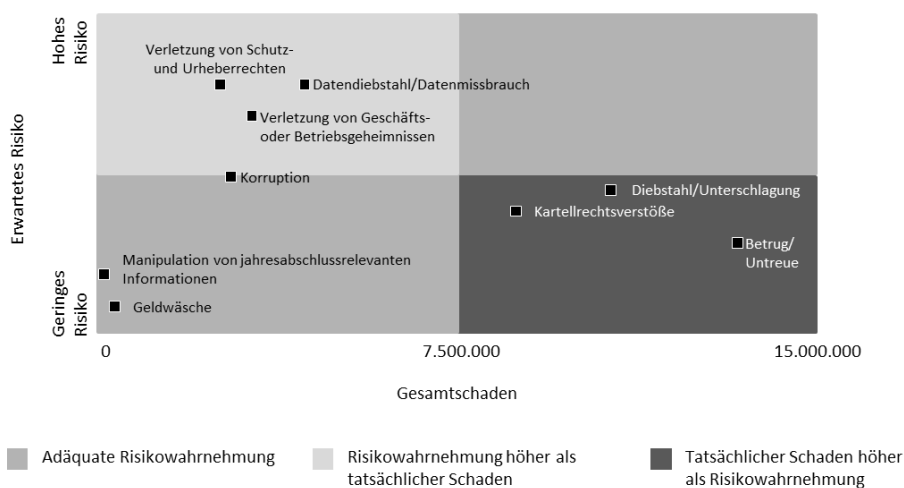 Hohes
Risiko
Erwartetes Risiko
Geringes
Risiko
Verletzung von Schutz-
und Urheberrechten
Datendiebstahl/Datenmissbrauch
Verletzung von Geschäfts-
oder Betriebsgeheimnissen
Korruption
Diebstahl/Unterschlagung
Kartellrechtsverstöße
Betrug/
Untreue
Manipulation von jahresabschlussrelevanten
Informationen
Geldwäsche
0
7.500.000
15.000.000
Gesamtschaden
Adäquate Risikowahrnehmung
Risikowahrnehmung höher als
tatsächlicher Schaden
Tatsächlicher Schaden höher
als Risikowahrnehmung